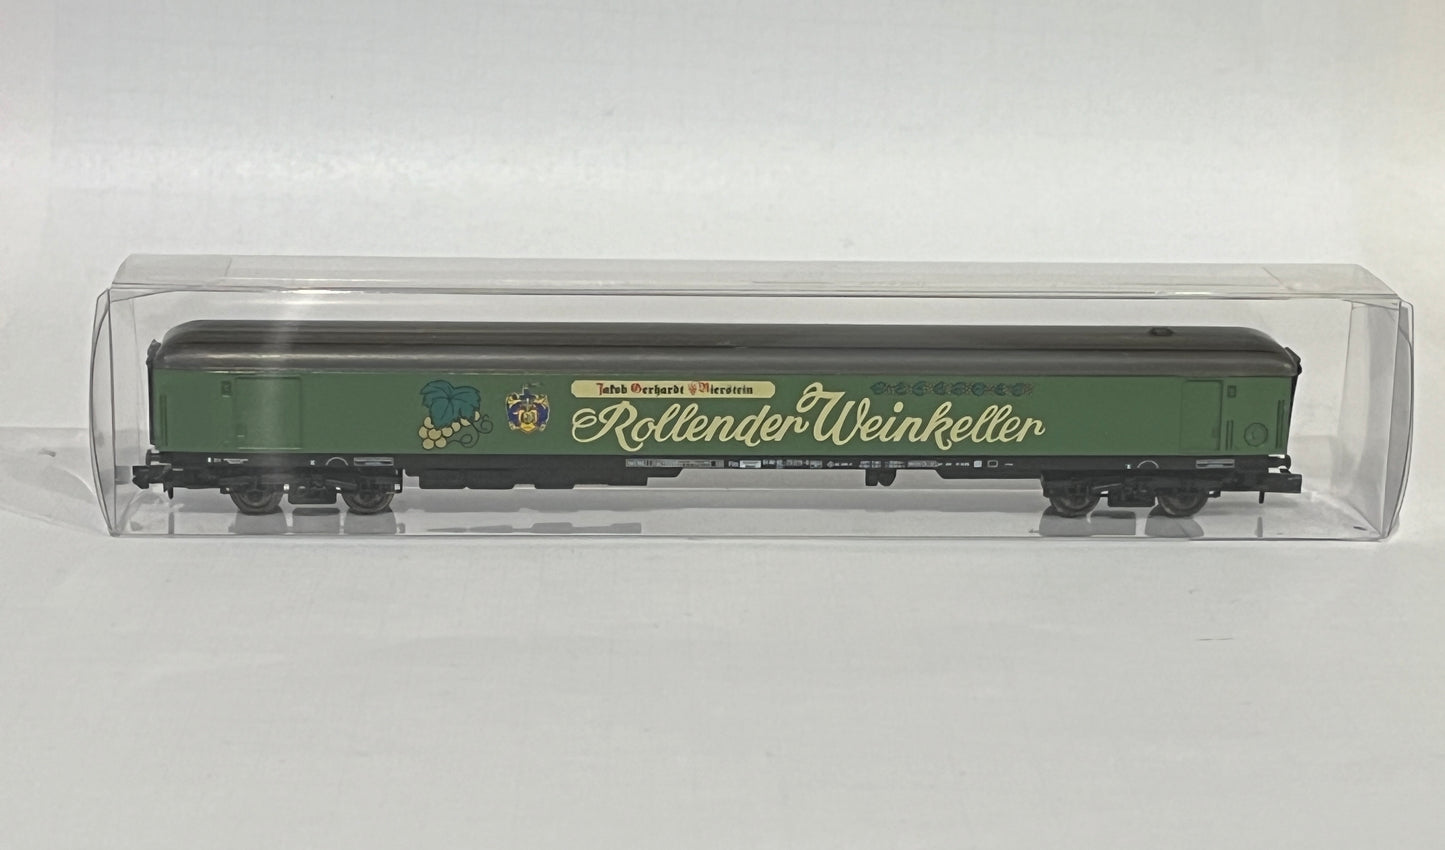 Jakob Gerhardt Nierstein
Rollender Weinkeller